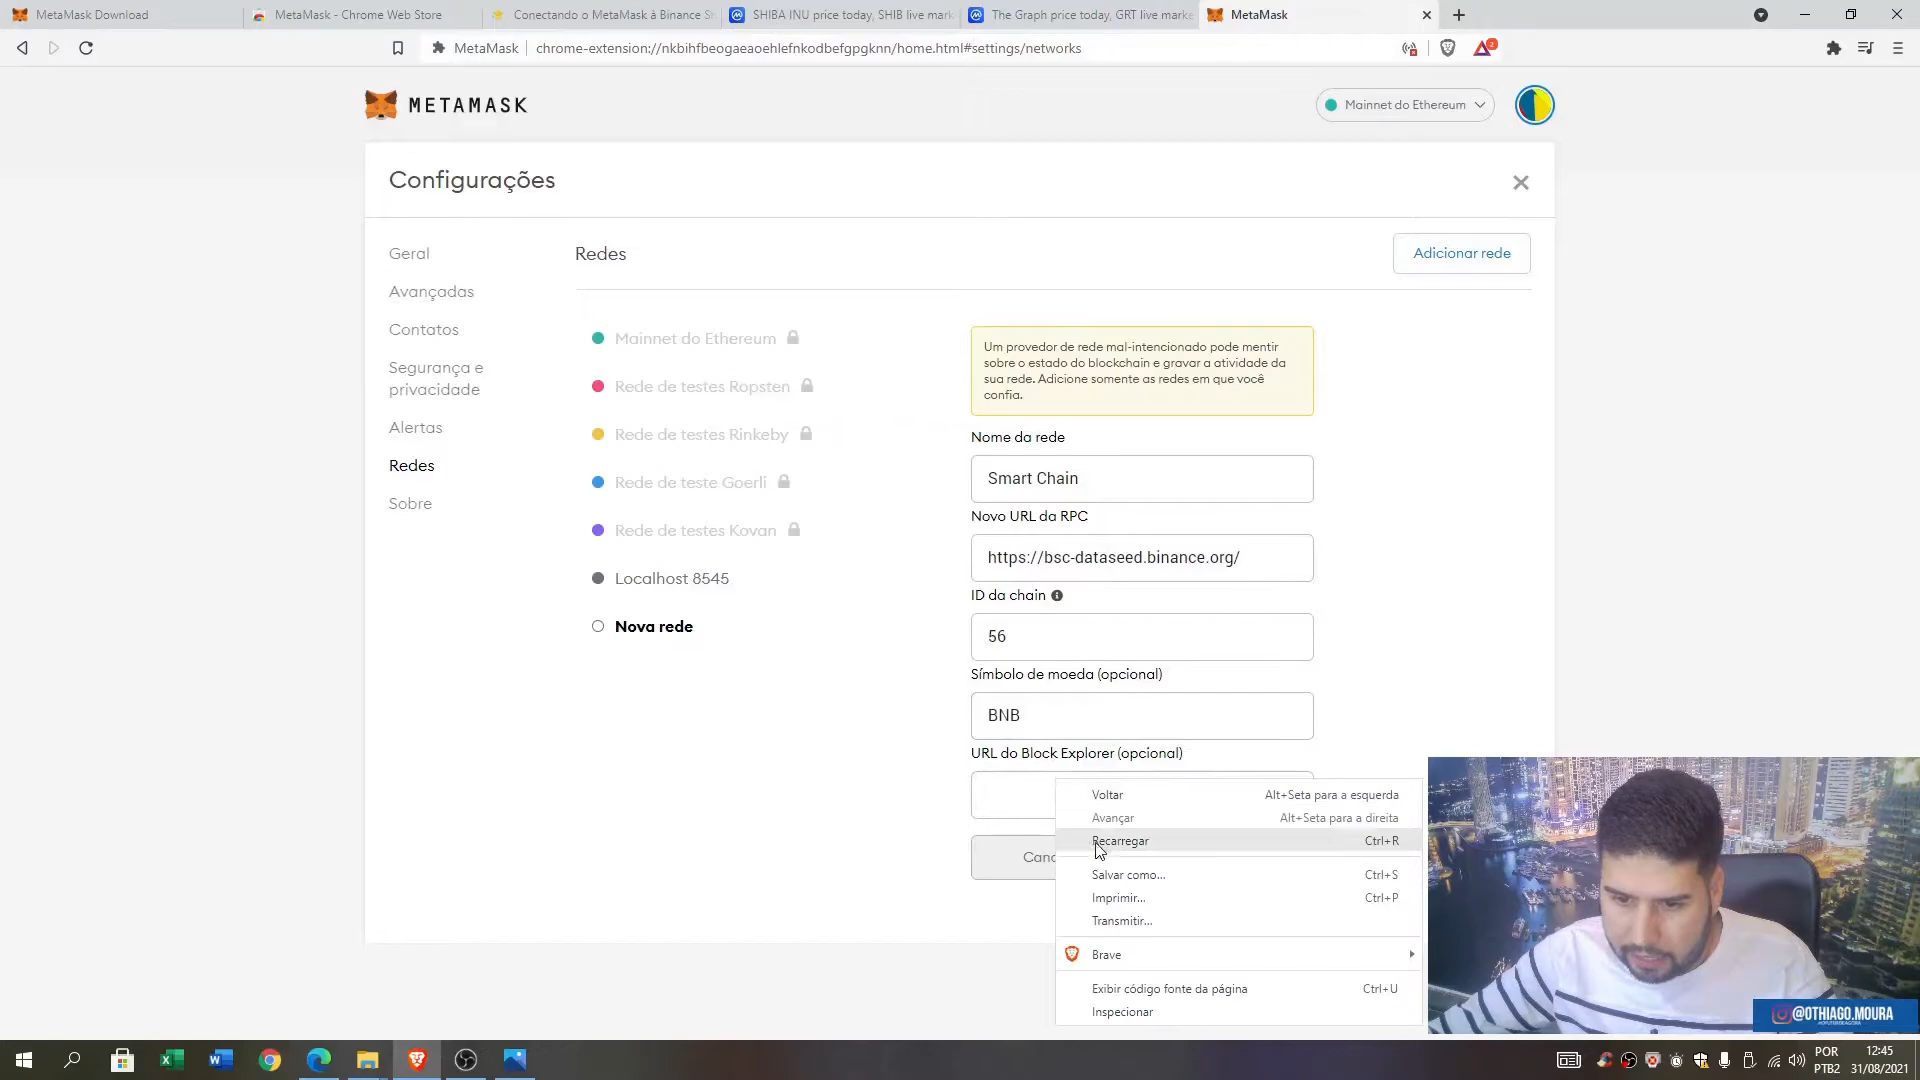 MetaMask Download
MetaMask - Chrome Web Store
Conectando o MetaMask à Binance S
SHIBA INU price today, SHIB live mark
The Graph price today, GRT live marke
MetaMask
MetaMask
chrome-extension://nkbihfbeogaeaoehlefnkodbefgpgknn/home.html#settings/networks
2
METAMASK
Mainnet do Ethereum
Configurações
Geral
Avançadas
Contatos
Segurança e
privacidade
Alertas
Redes
Sobre
Redes
Adicionar rede
Mainnet do Ethereum
Rede de testes Ropsten
Rede de testes Rinkeby
Rede de teste Goerli
Rede de testes Kovan
Localhost 8545
Nova rede
Um provedor de rede mal-intencionado pode mentir
sobre o estado do blockchain e gravar a atividade da
sua rede. Adicione somente as redes em que você
confia.
Nome da rede
Smart Chain
Novo URL da RPC
https://bsc-dataseed.binance.org/
ID da chain
56
Símbolo de moeda (opcional)
BNB
URL do Block Explorer (opcional)
Canc
Voltar Alt+Seta para a esquerda
Avançar Alt+Seta para a direita
Recarregar Ctrl+R
Salvar como... Ctrl+S
Imprimir... Ctrl+P
Transmitir...
Brave
Exibir código fonte da página Ctrl+U
Inspecionar
@OTHIAGO.MOURA
POR
PTB2
12:45
31/08/2021